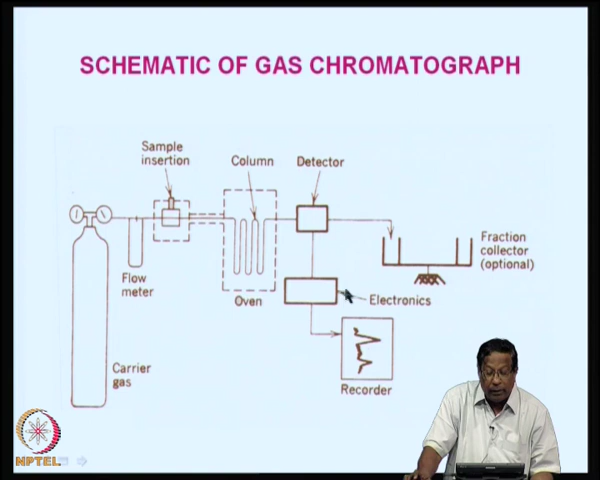 SCHEMATIC OF GAS CHROMATOGRAPH
Sample
insertion
Column
Detector
Flow
meter
Oven
Electronics
Fraction
collector
(optional)
Carrier
gas
Recorder
NPTEL